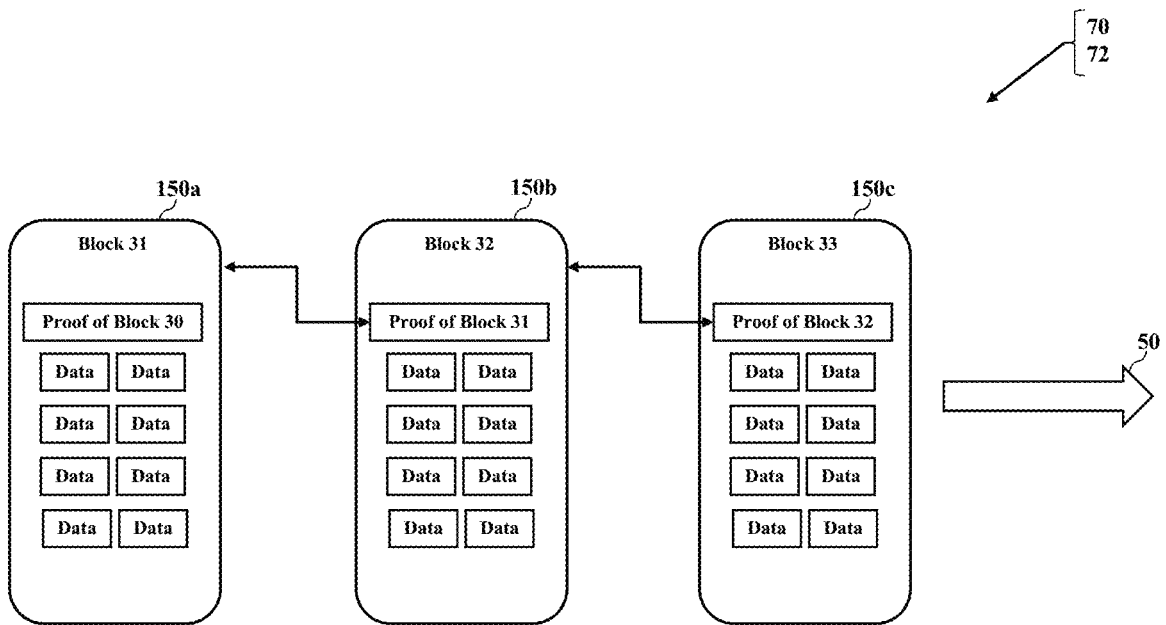 70
72
150a
150b
150c
Block 31
Block 32
Block 33
50
Proof of Block 30
Proof of Block 31
Proof of Block 32
Data Data
Data Data
Data Data
Data Data
Data Data
Data Data
Data Data
Data Data
Data Data
Data Data
Data Data
Data Data